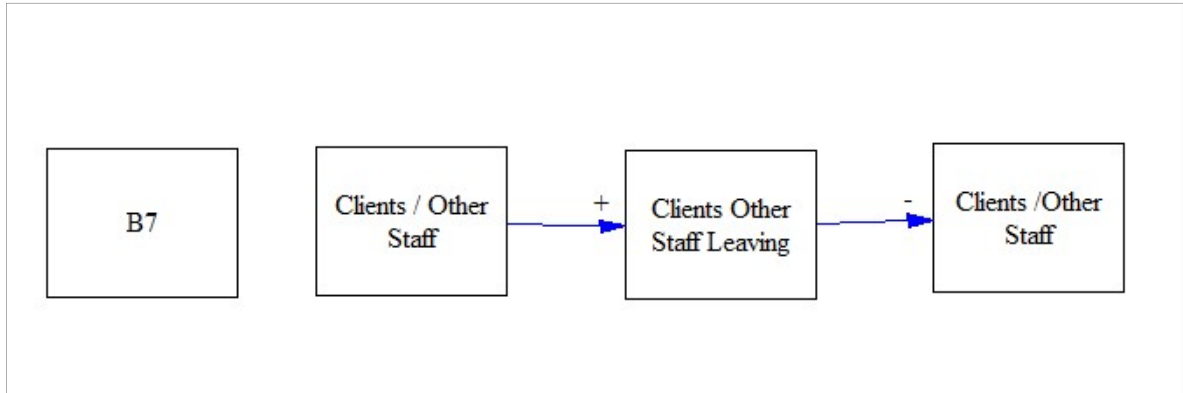 B7
Clients / Other
Staff
+
Clients Other
Staff Leaving
-
Clients /Other
Staff